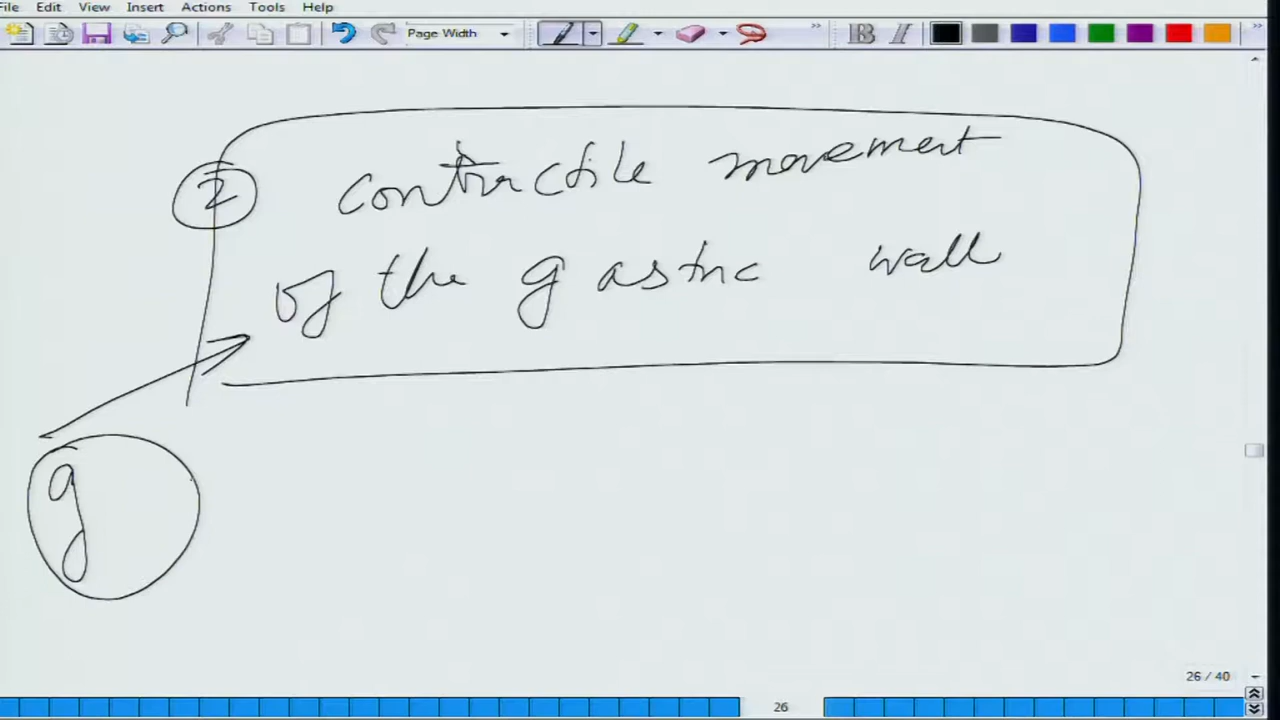 File Edit View Insert Actions Tools Help
Page Width B I
2 contractile movement
of the gastric wall
g
26 / 40
26